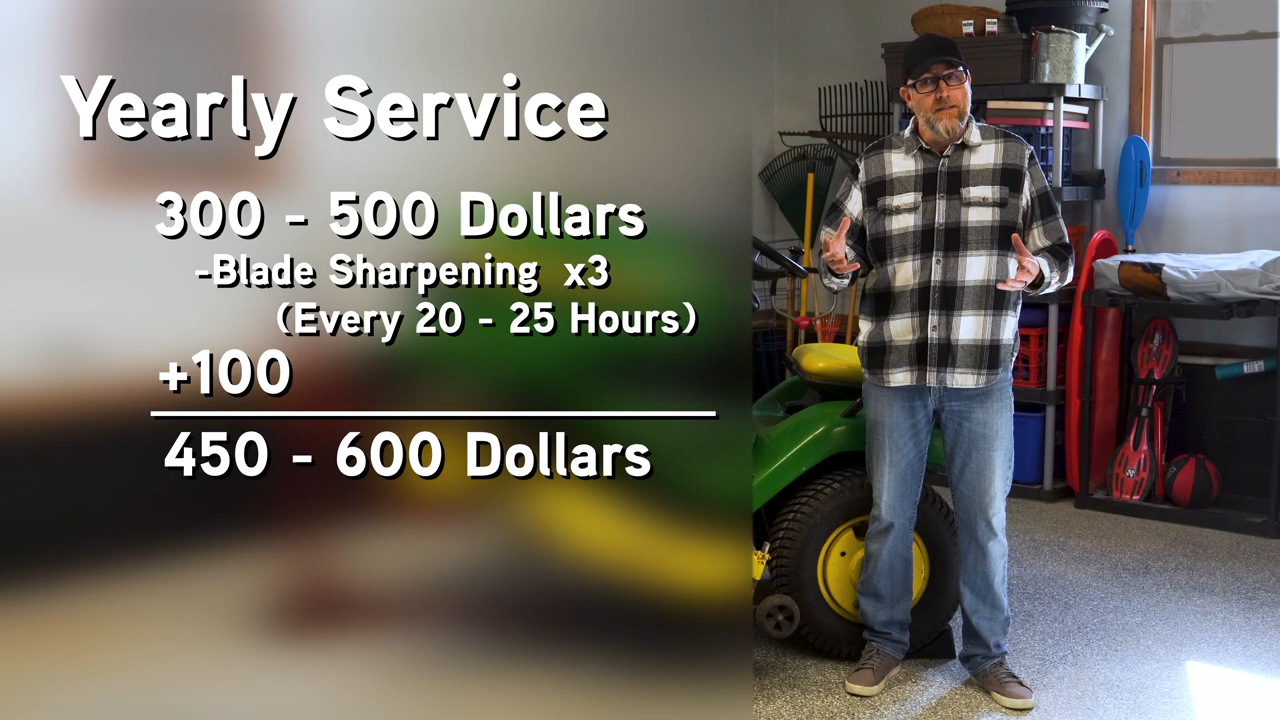 Yearly Service
300 - 500 Dollars
-Blade Sharpening x3
(Every 20 - 25 Hours)
+100
450 - 600 Dollars